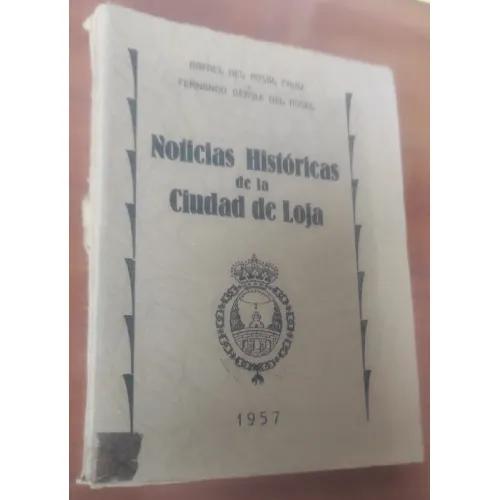 RAFAEL DEL ROSAL PAULI
Y
FERNANDO DERQUI DEL ROSAL
Noticias Históricas
de la
Ciudad de Loja
1957